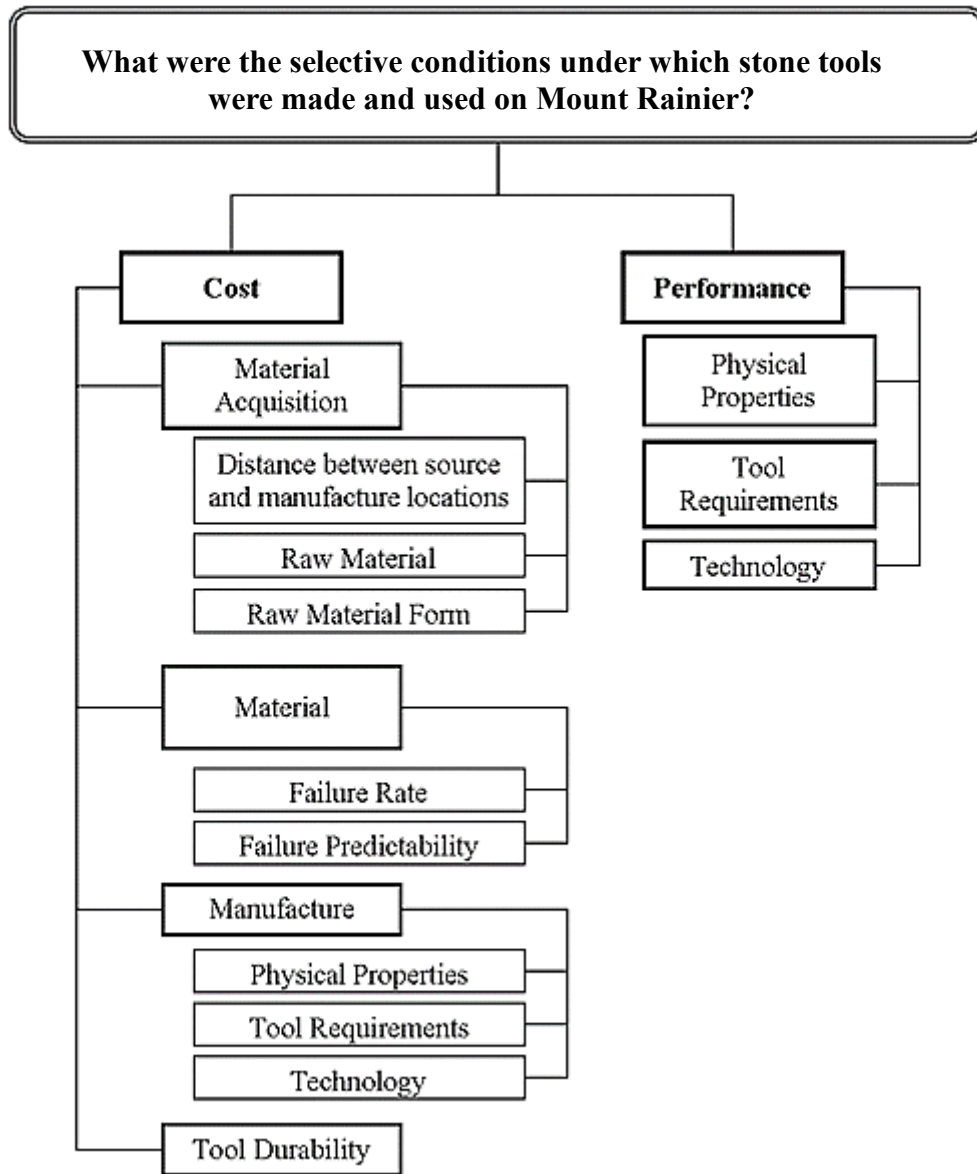 What were the selective conditions under which stone tools
were made and used on Mount Rainier?
Cost
Material
Acquisition
Distance between source
and manufacture locations
Raw Material
Raw Material Form
Material
Failure Rate
Failure Predictability
Manufacture
Physical Properties
Tool Requirements
Technology
Tool Durability
Performance
Physical
Properties
Tool
Requirements
Technology